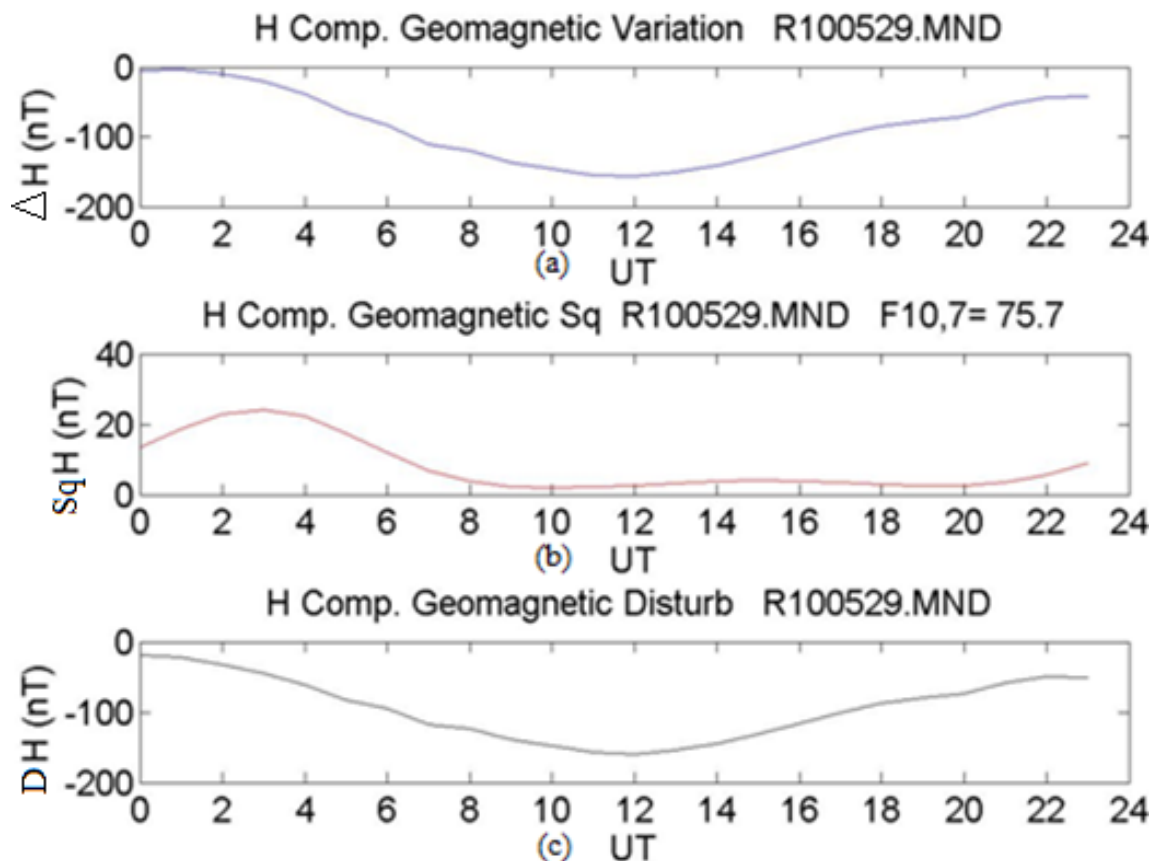 H Comp. Geomagnetic Variation R100529.MND
△H (nT)
0
-100
-200
0 2 4 6 8 10 12 14 16 18 20 22 24
(a) UT
H Comp. Geomagnetic Sq R100529.MND F10,7= 75.7
SqH (nT)
40
20
0
0 2 4 6 8 10 12 14 16 18 20 22 24
(b) UT
H Comp. Geomagnetic Disturb R100529.MND
DH (nT)
0
-100
-200
0 2 4 6 8 10 12 14 16 18 20 22 24
(c) UT